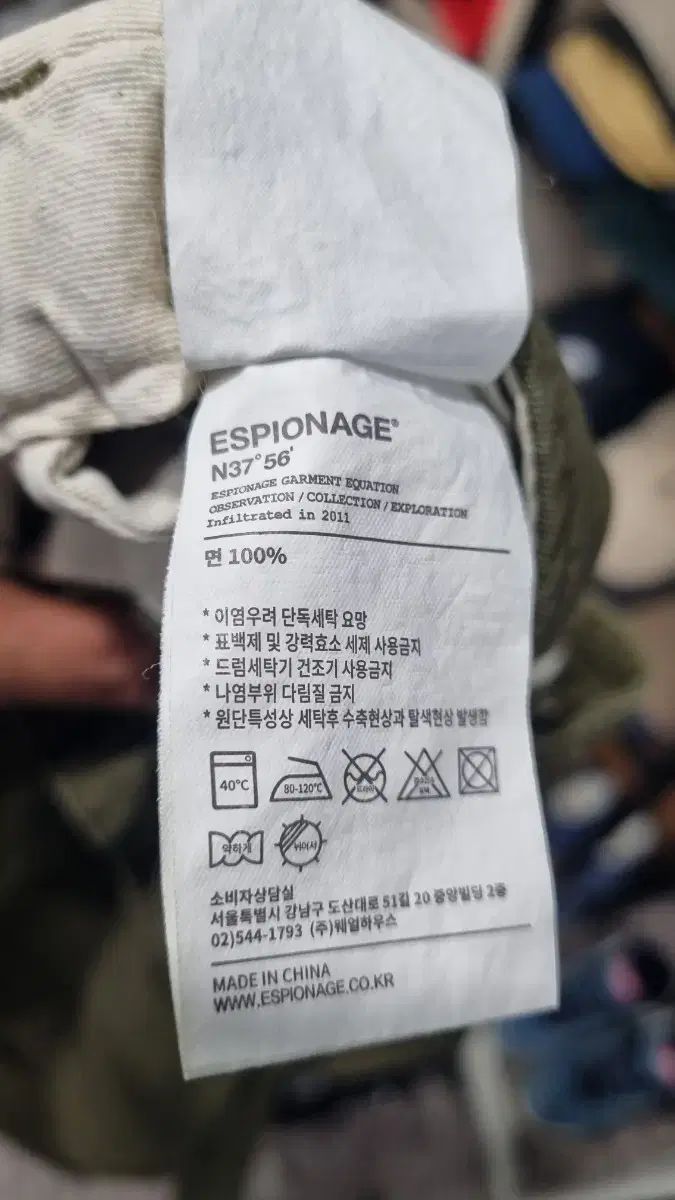 ESPIONAGE®
N37°56'
ESPIONAGE GARMENT EQUATION
OBSERVATION / COLLECTION / EXPLORATION
Infiltrated in 2011
면 100%
* 이염우려 단독세탁 요망
* 표백제 및 강력효소 세제 사용금지
* 드럼세탁기 건조기 사용금지
* 나염부위 다림질 금지
* 원단특성상 세탁후 수축현상과 탈색현상 발생함
40℃
80-120℃
드라이
약하게
뉘어서
소비자상담실
서울특별시 강남구 도산대로 51길 20 중앙빌딩 2층
02)544-1793 (주)웨얼하우스
MADE IN CHINA
WWW.ESPIONAGE.CO.KR